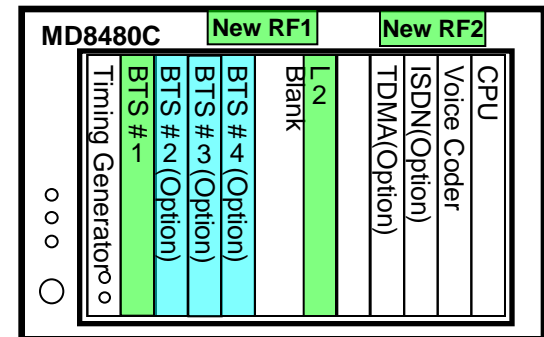 MD8480C
New RF1
New RF2
Timing Generator
BTS #1
BTS #2(Option)
BTS #3(Option)
BTS #4(Option)
Blank
L2
TDMA(Option)
ISDN(Option)
Voice Coder
CPU